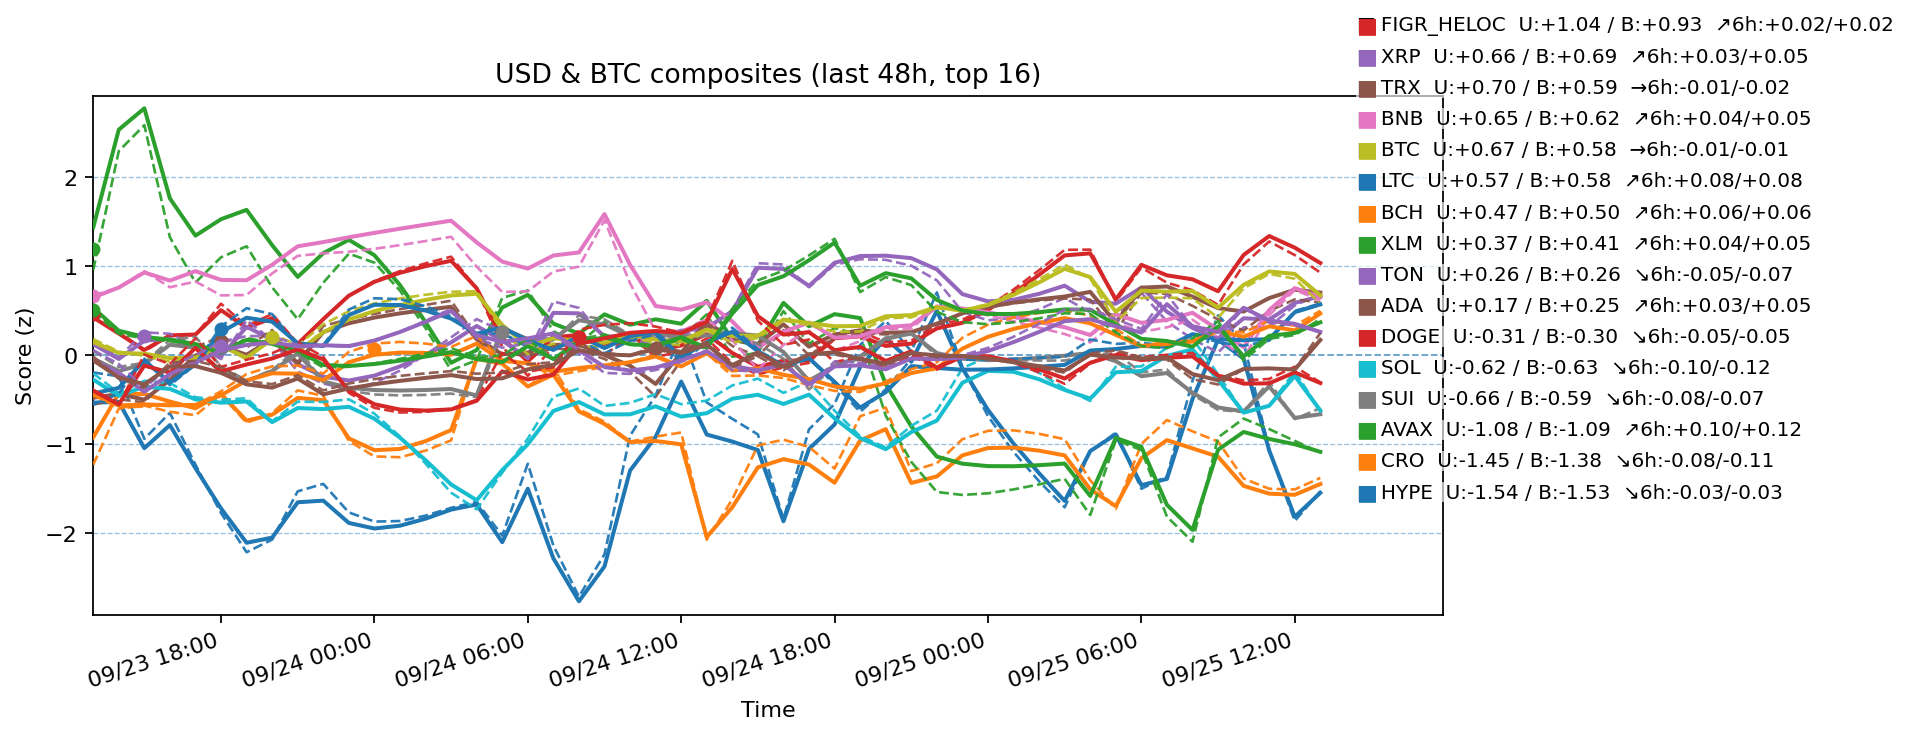 USD & BTC composites (last 48h, top 16)
FIGR_HELOC U:+1.04 / B:+0.93 ↗6h:+0.02/+0.02
XRP U:+0.66 / B:+0.69 ↗6h:+0.03/+0.05
TRX U:+0.70 / B:+0.59 →6h:-0.01/-0.02
BNB U:+0.65 / B:+0.62 ↗6h:+0.04/+0.05
BTC U:+0.67 / B:+0.58 →6h:-0.01/-0.01
LTC U:+0.57 / B:+0.58 ↗6h:+0.08/+0.08
BCH U:+0.47 / B:+0.50 ↗6h:+0.06/+0.06
XLM U:+0.37 / B:+0.41 ↗6h:+0.04/+0.05
TON U:+0.26 / B:+0.26 ↘6h:-0.05/-0.07
ADA U:+0.17 / B:+0.25 ↗6h:+0.03/+0.05
DOGE U:-0.31 / B:-0.30 ↘6h:-0.05/-0.05
SOL U:-0.62 / B:-0.63 ↘6h:-0.10/-0.12
SUI U:-0.66 / B:-0.59 ↘6h:-0.08/-0.07
AVAX U:-1.08 / B:-1.09 ↗6h:+0.10/+0.12
CRO U:-1.45 / B:-1.38 ↘6h:-0.08/-0.11
HYPE U:-1.54 / B:-1.53 ↘6h:-0.03/-0.03
Score (z)
2
1
0
−1
−2
09/23 18:00
09/24 00:00
09/24 06:00
09/24 12:00
09/24 18:00
09/25 00:00
09/25 06:00
09/25 12:00
Time